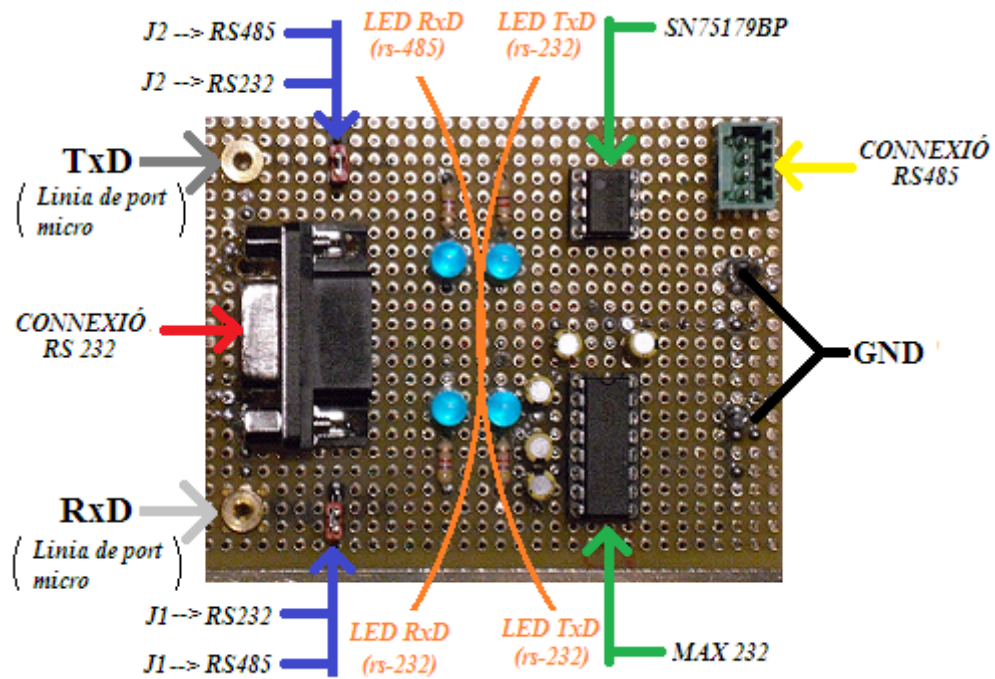 J2 --> RS485
J2 --> RS232
LED RxD
(rs-485)
LED TxD
(rs-232)
SN75179BP
TxD
( Linia de port
micro )
CONNEXIÓ
RS485
CONNEXIÓ
RS 232
GND
RxD
( Linia de port
micro )
J1 --> RS232
J1 --> RS485
LED RxD
(rs-232)
LED TxD
(rs-232)
MAX 232